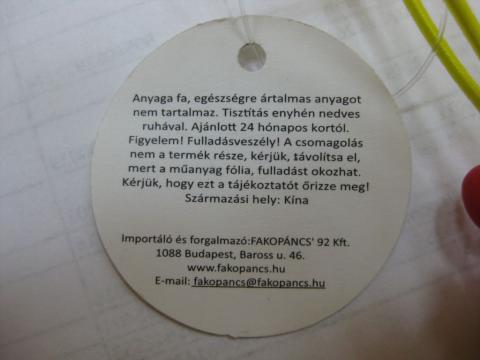 Anyaga fa, egészségre ártalmas anyagot
nem tartalmaz. Tisztítás enyhén nedves
ruhával. Ajánlott 24 hónapos kortól.
Figyelem! Fulladásveszély! A csomagolás
nem a termék része, kérjük, távolítsa el,
mert a műanyag fólia, fulladást okozhat.
Kérjük, hogy ezt a tájékoztatót őrizze meg!
Származási hely: Kína
Importáló és forgalmazó:FAKOPÁNCS' 92 Kft.
1088 Budapest, Baross u. 46.
www.fakopancs.hu
E-mail: fakopancs@fakopancs.hu